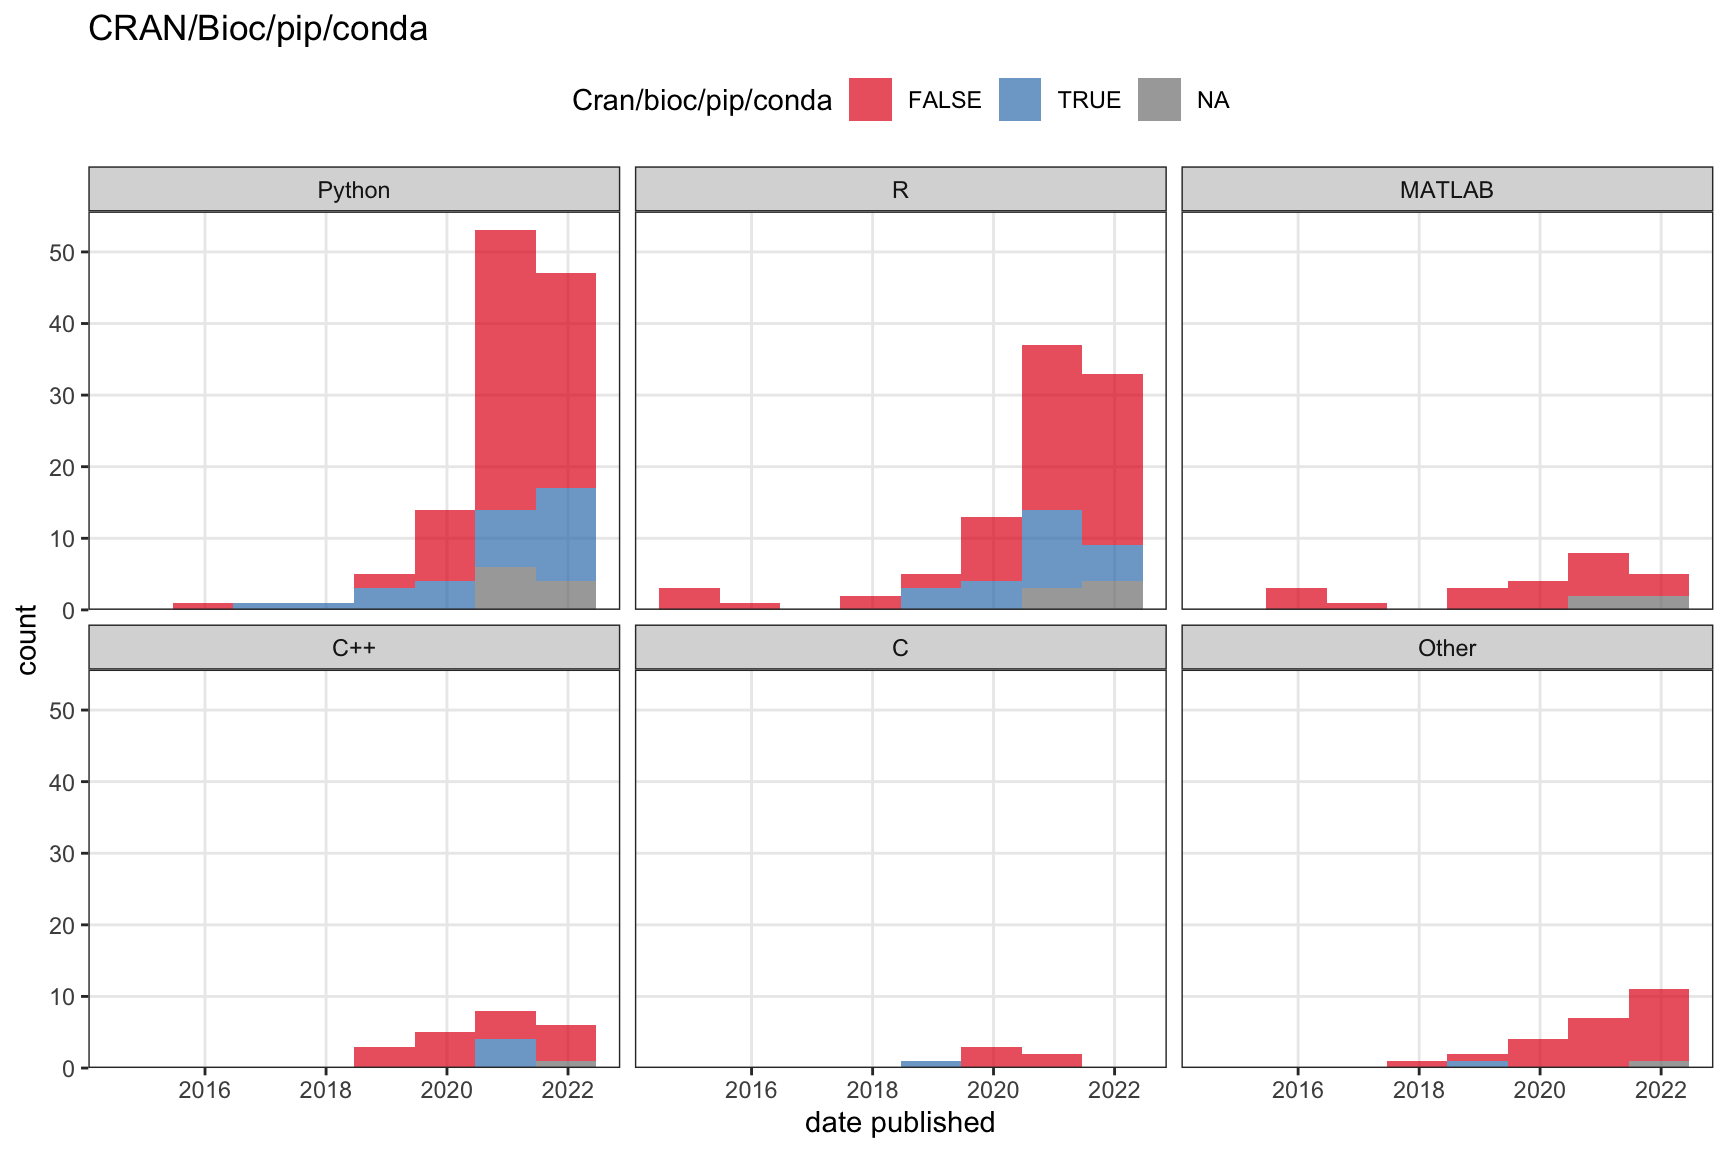 CRAN/Bioc/pip/conda
Cran/bioc/pip/conda FALSE TRUE NA
Python R MATLAB
50
40
30
20
10
0
count
C++ C Other
50
40
30
20
10
0
2016 2018 2020 2022 2016 2018 2020 2022 2016 2018 2020 2022
date published